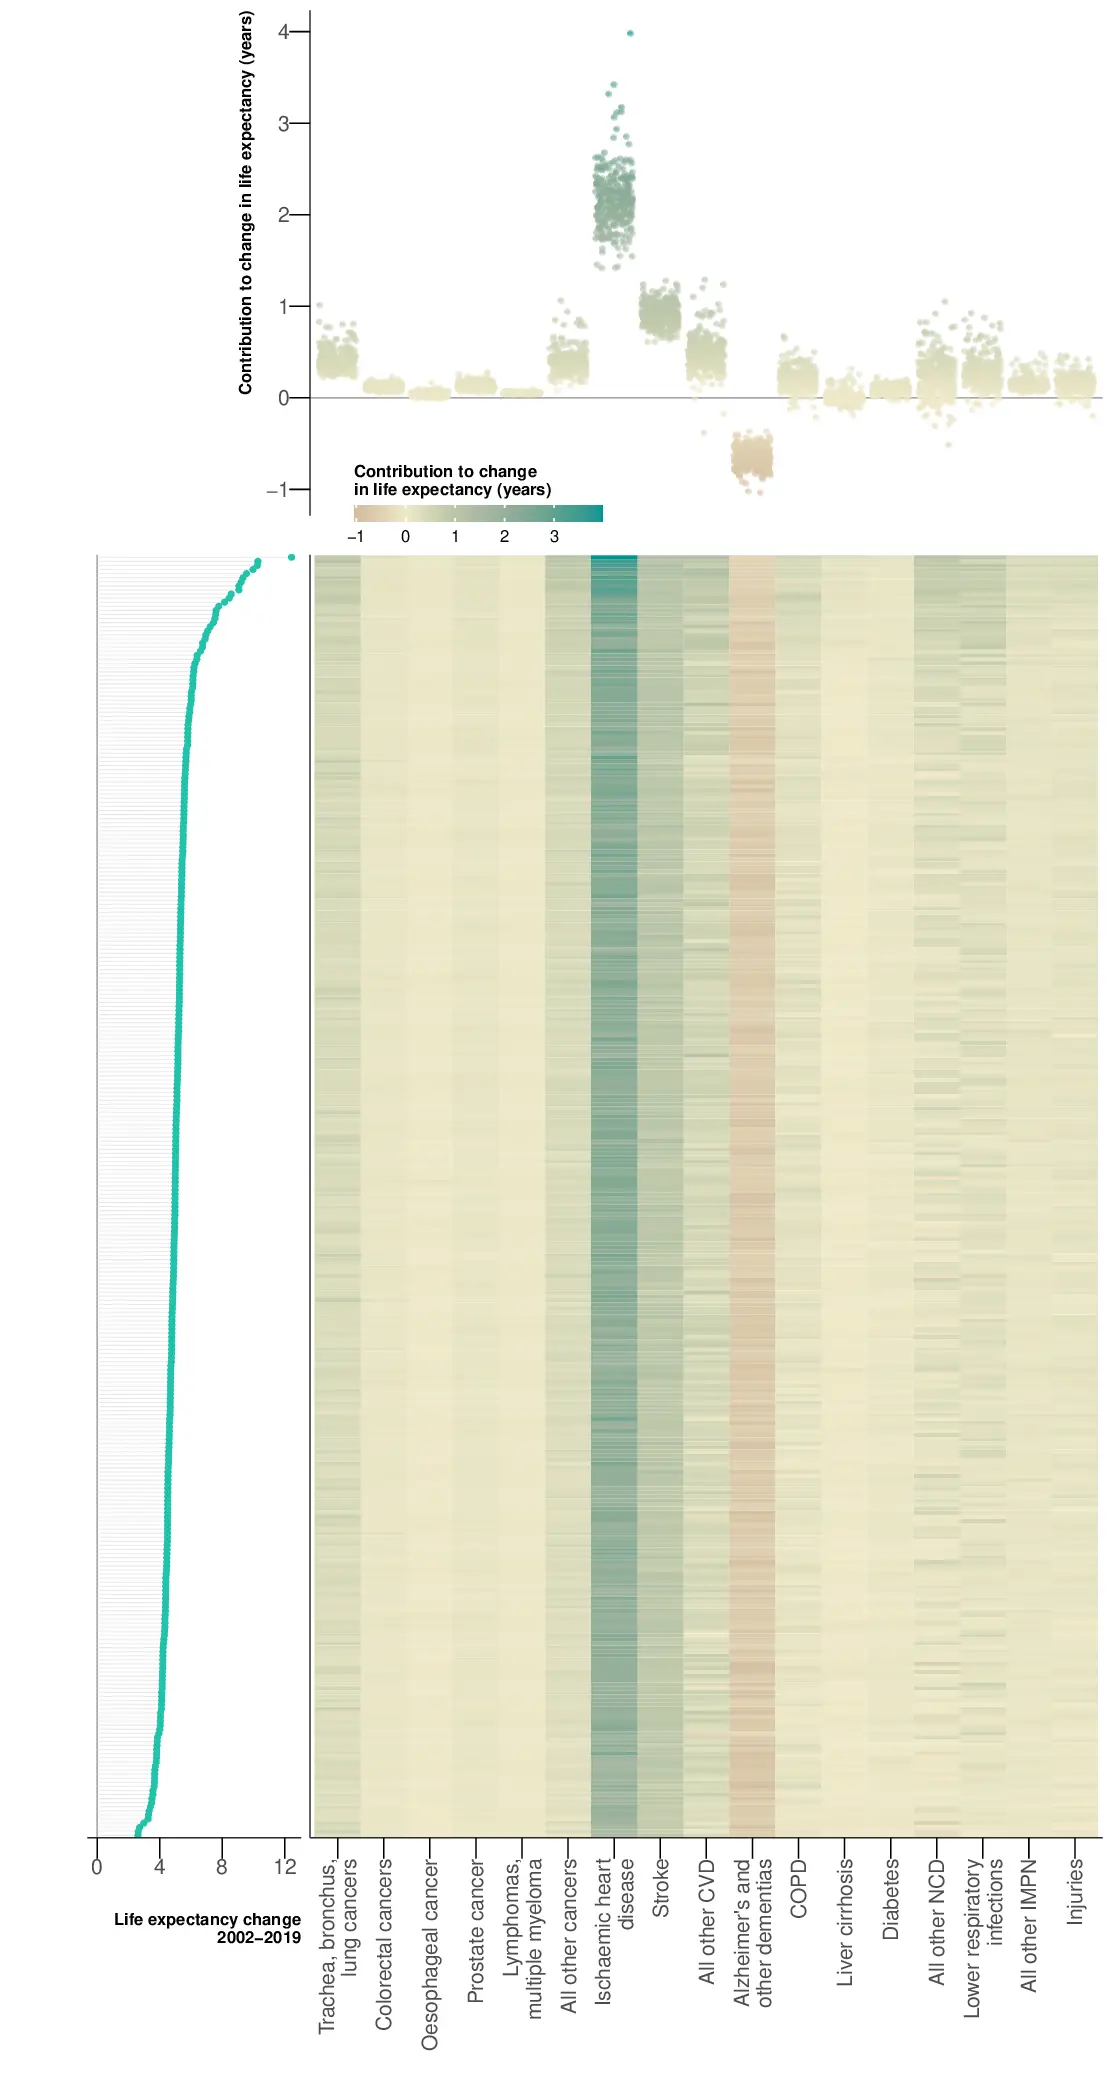 Contribution to change in life expectancy (years)
4
3
2
1
0
−1
Contribution to change
in life expectancy (years)
−1 0 1 2 3
0 4 8 12
Life expectancy change
2002−2019
Trachea, bronchus,
lung cancers
Colorectal cancers
Oesophageal cancer
Prostate cancer
Lymphomas,
multiple myeloma
All other cancers
Ischaemic heart
disease
Stroke
All other CVD
Alzheimer's and
other dementias
COPD
Liver cirrhosis
Diabetes
All other NCD
Lower respiratory
infections
All other IMPN
Injuries